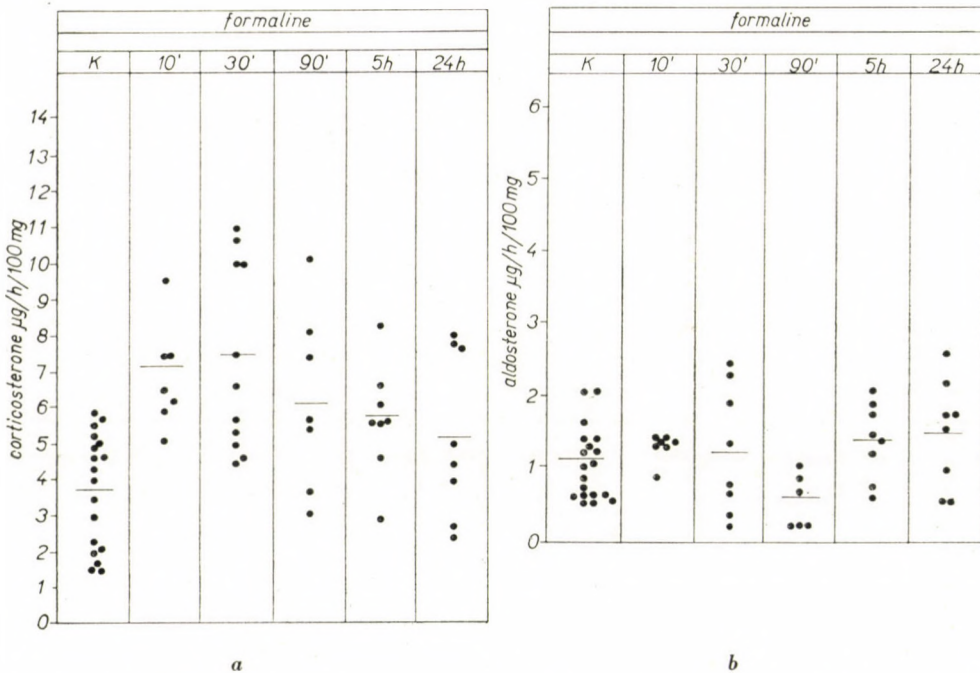 formaline
K 10' 30' 90' 5h 24h
14
13
12
11
10
9
8
7
6
5
4
3
2
1
0
corticosterone µg/h/100mg
a
formaline
K 10' 30' 90' 5h 24h
6
5
4
3
2
1
0
aldosterone µg/h/100mg
b